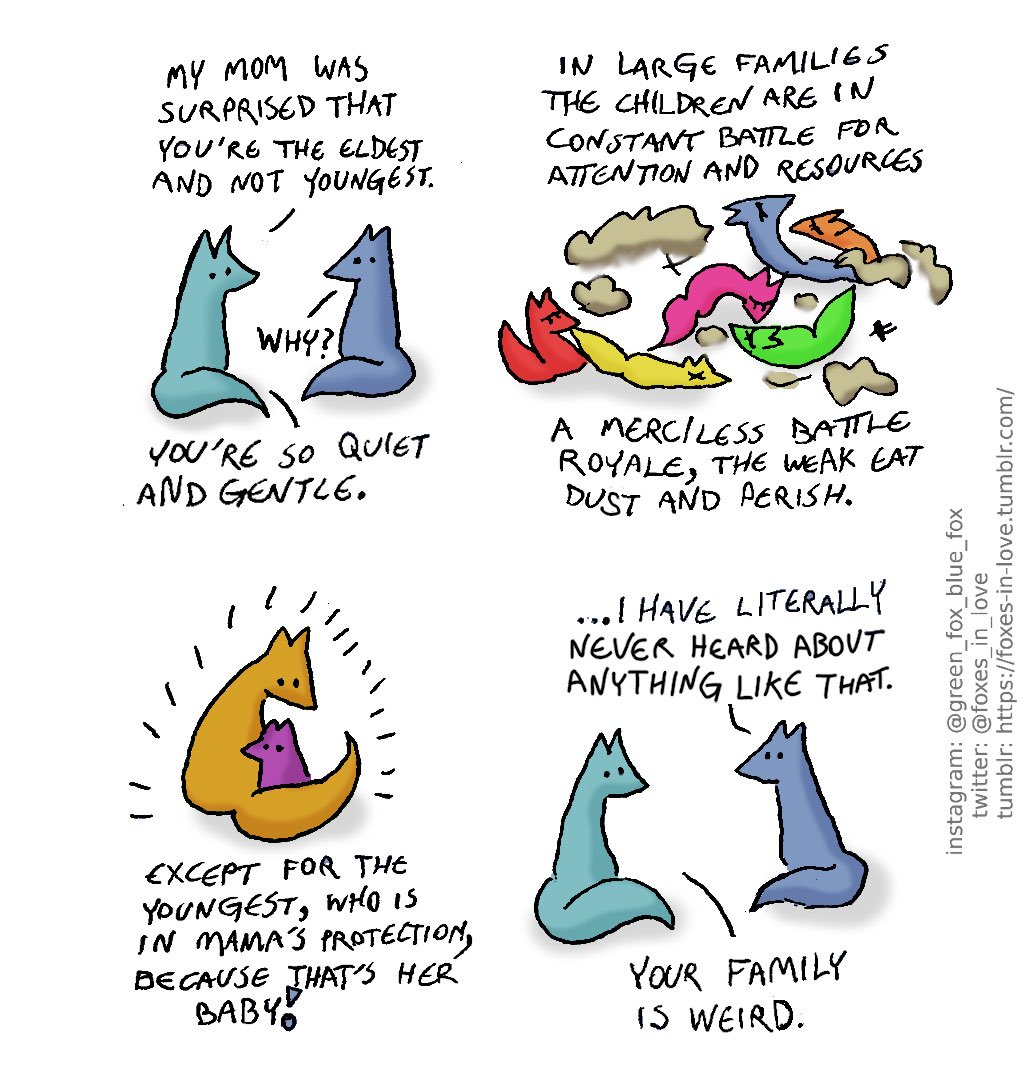 MY MOM WAS
SURPRISED THAT
YOU'RE THE ELDEST
AND NOT YOUNGEST.
WHY?
YOU'RE SO QUIET
AND GENTLE.
IN LARGE FAMILIES
THE CHILDREN ARE IN
CONSTANT BATTLE FOR
ATTENTION AND RESOURCES
A MERCILESS BATTLE
ROYALE, THE WEAK EAT
DUST AND PERISH.
EXCEPT FOR THE
YOUNGEST, WHO IS
IN MAMA'S PROTECTION,
BECAUSE THAT'S HER
BABY!
...I HAVE LITERALLY
NEVER HEARD ABOUT
ANYTHING LIKE THAT.
YOUR FAMILY
IS WEIRD.
instagram: @green_fox_blue_fox
twitter: @foxes_in_love
tumblr: https://foxes-in-love.tumblr.com/